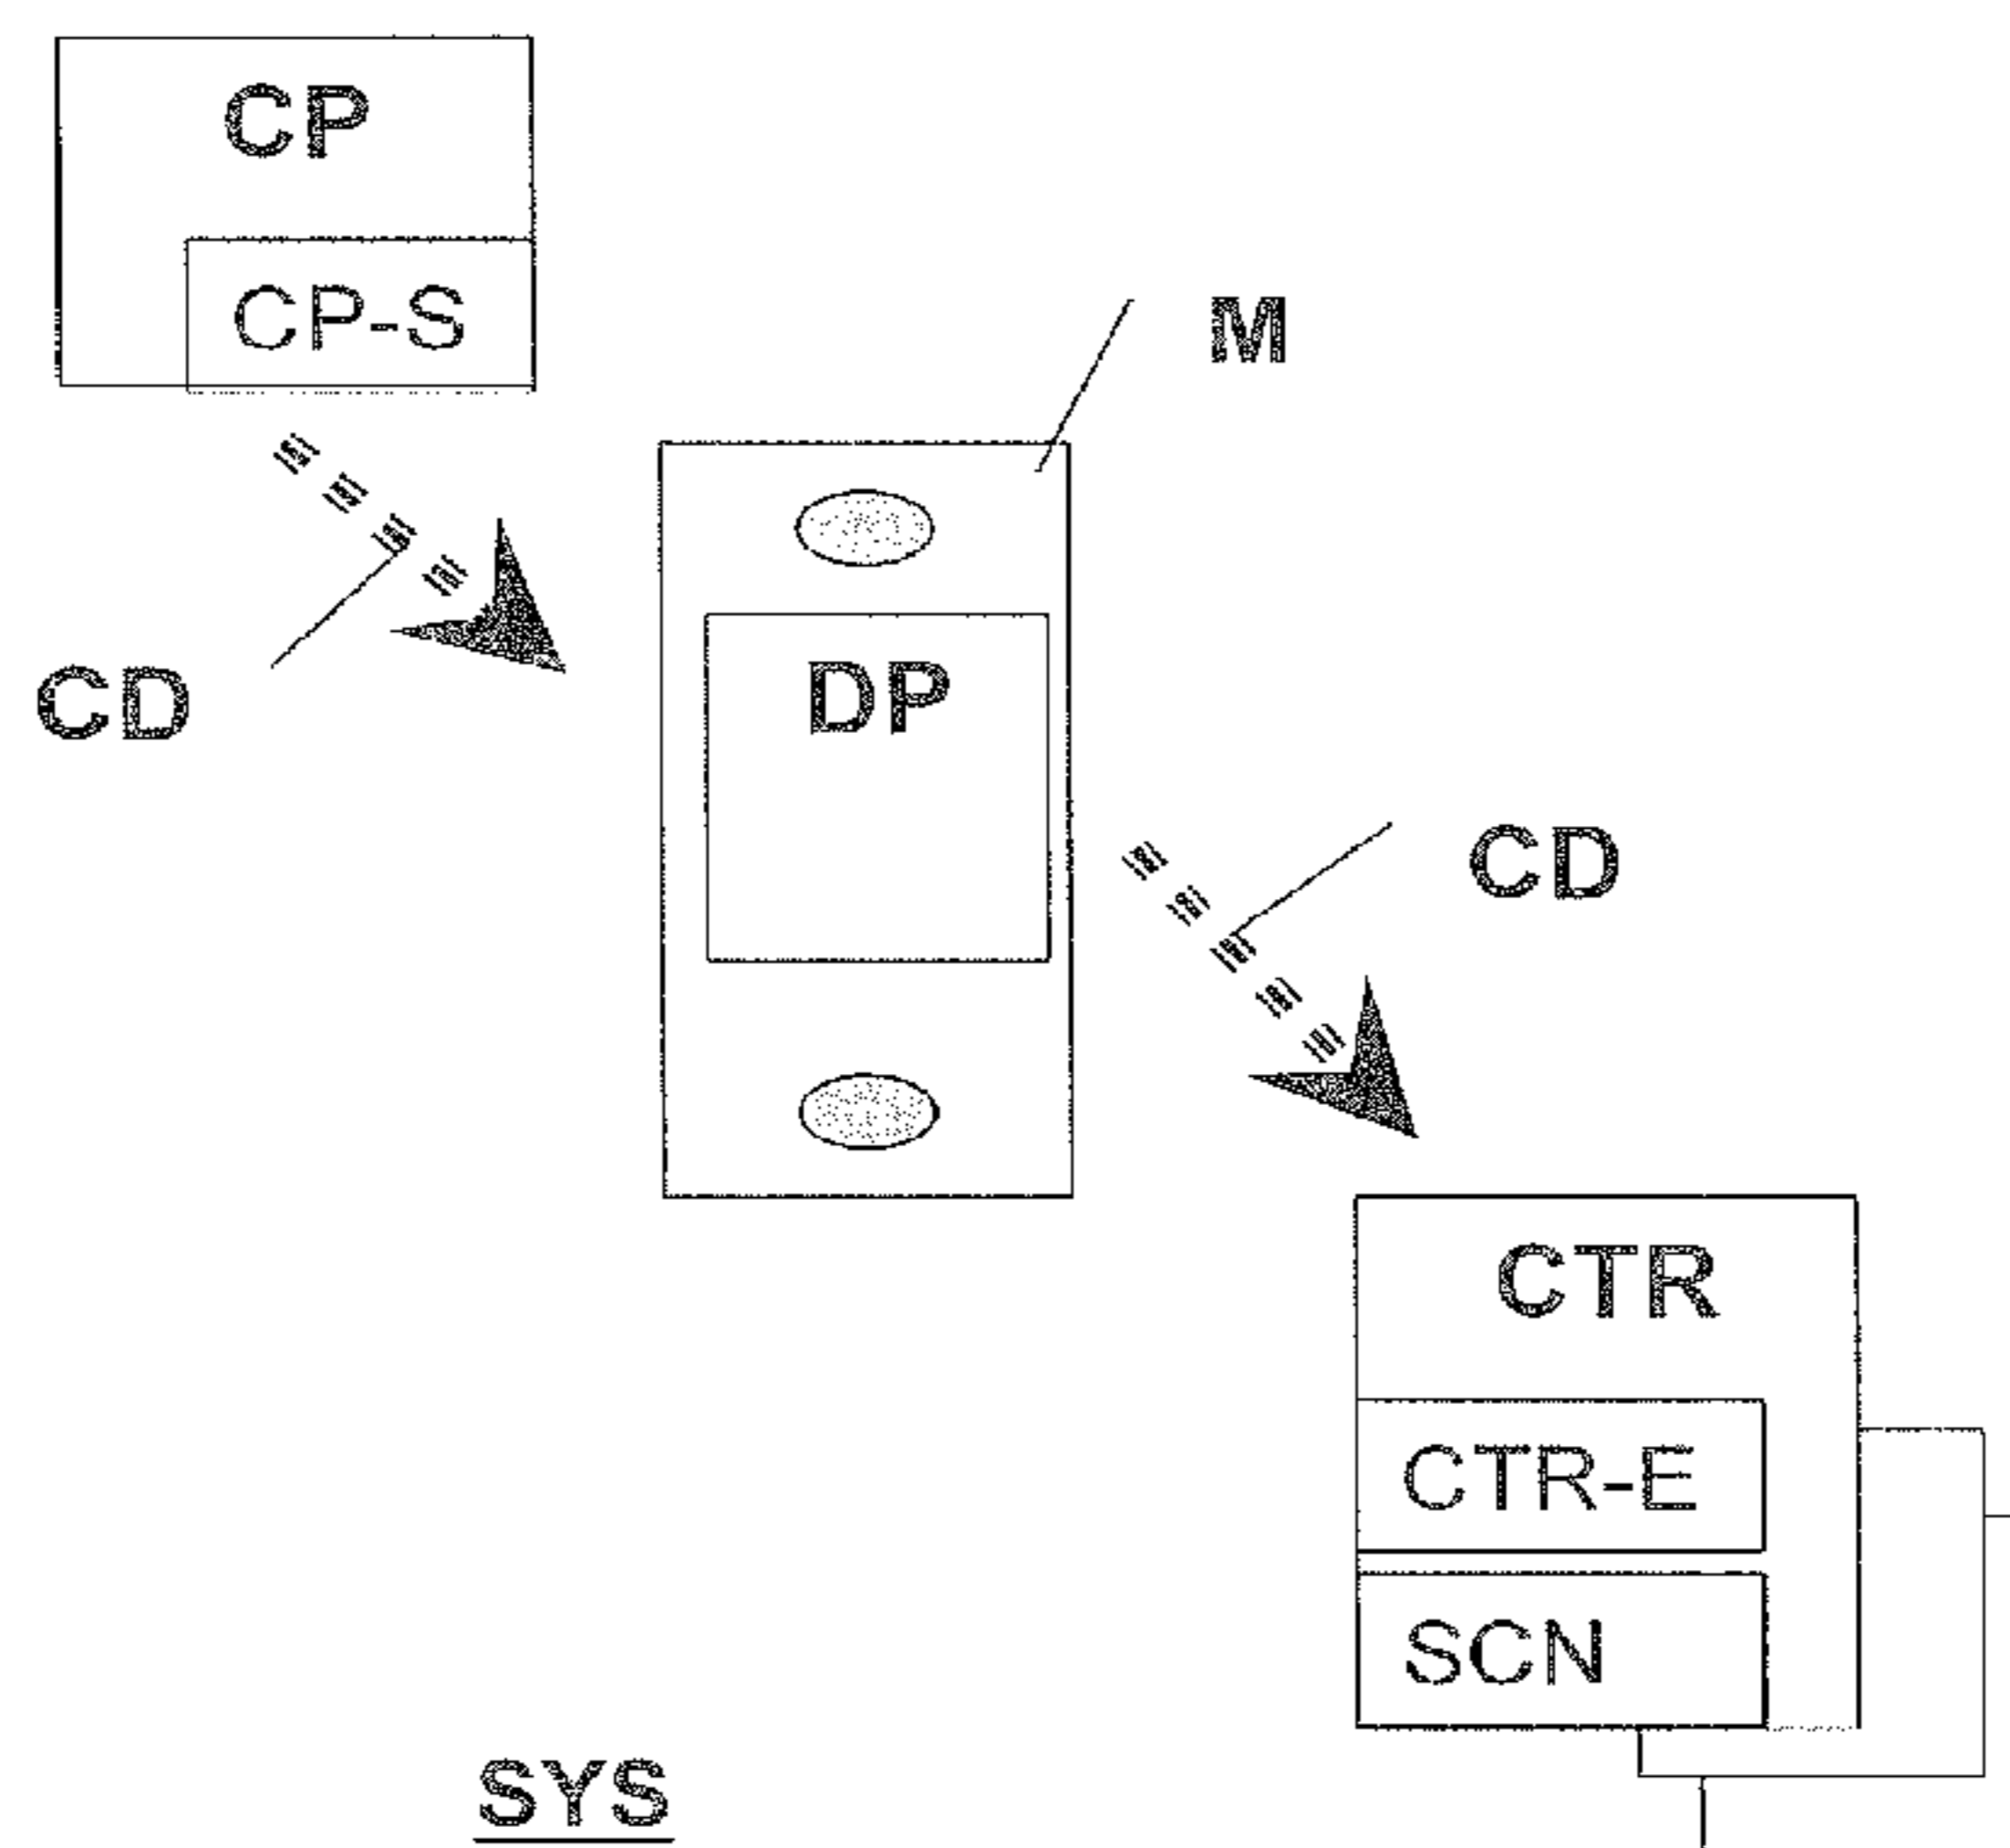 CP
CP-S
M
CD
DP
CD
CTR
CTR-E
SCN
SYS